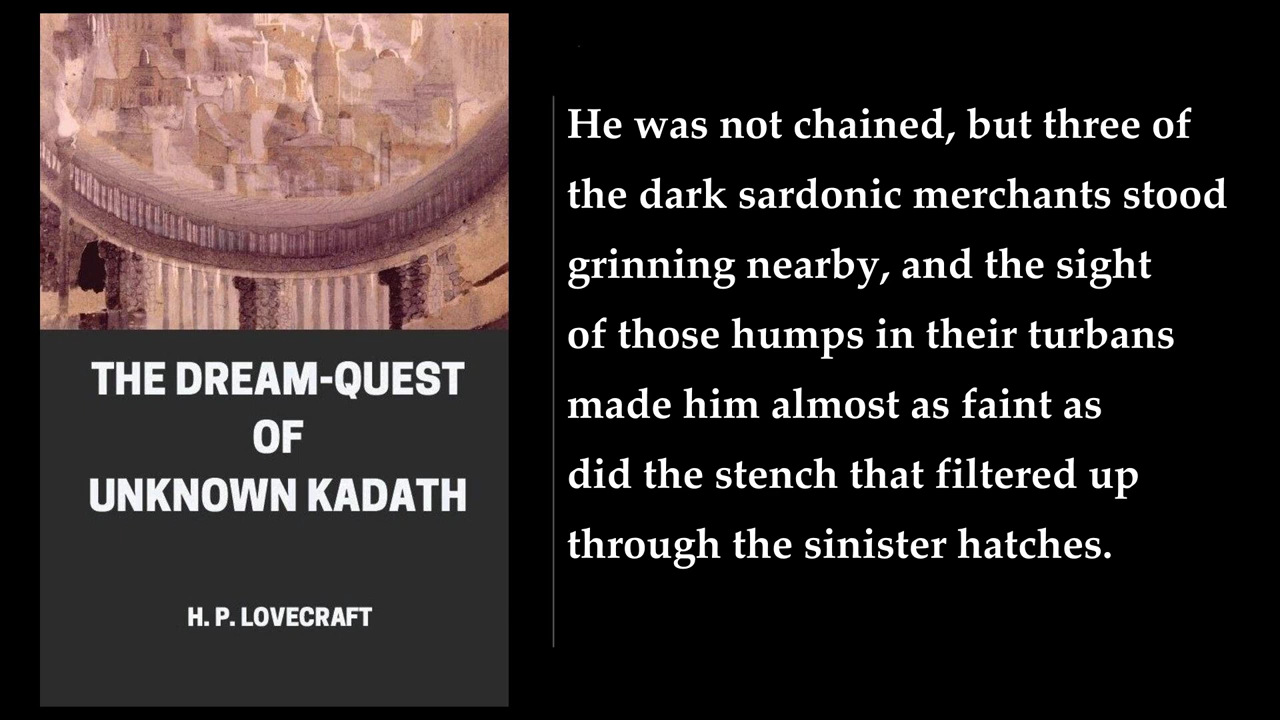 THE DREAM-QUEST
OF
UNKNOWN KADATH
H. P. LOVECRAFT
He was not chained, but three of
the dark sardonic merchants stood
grinning nearby, and the sight
of those humps in their turbans
made him almost as faint as
did the stench that filtered up
through the sinister hatches.